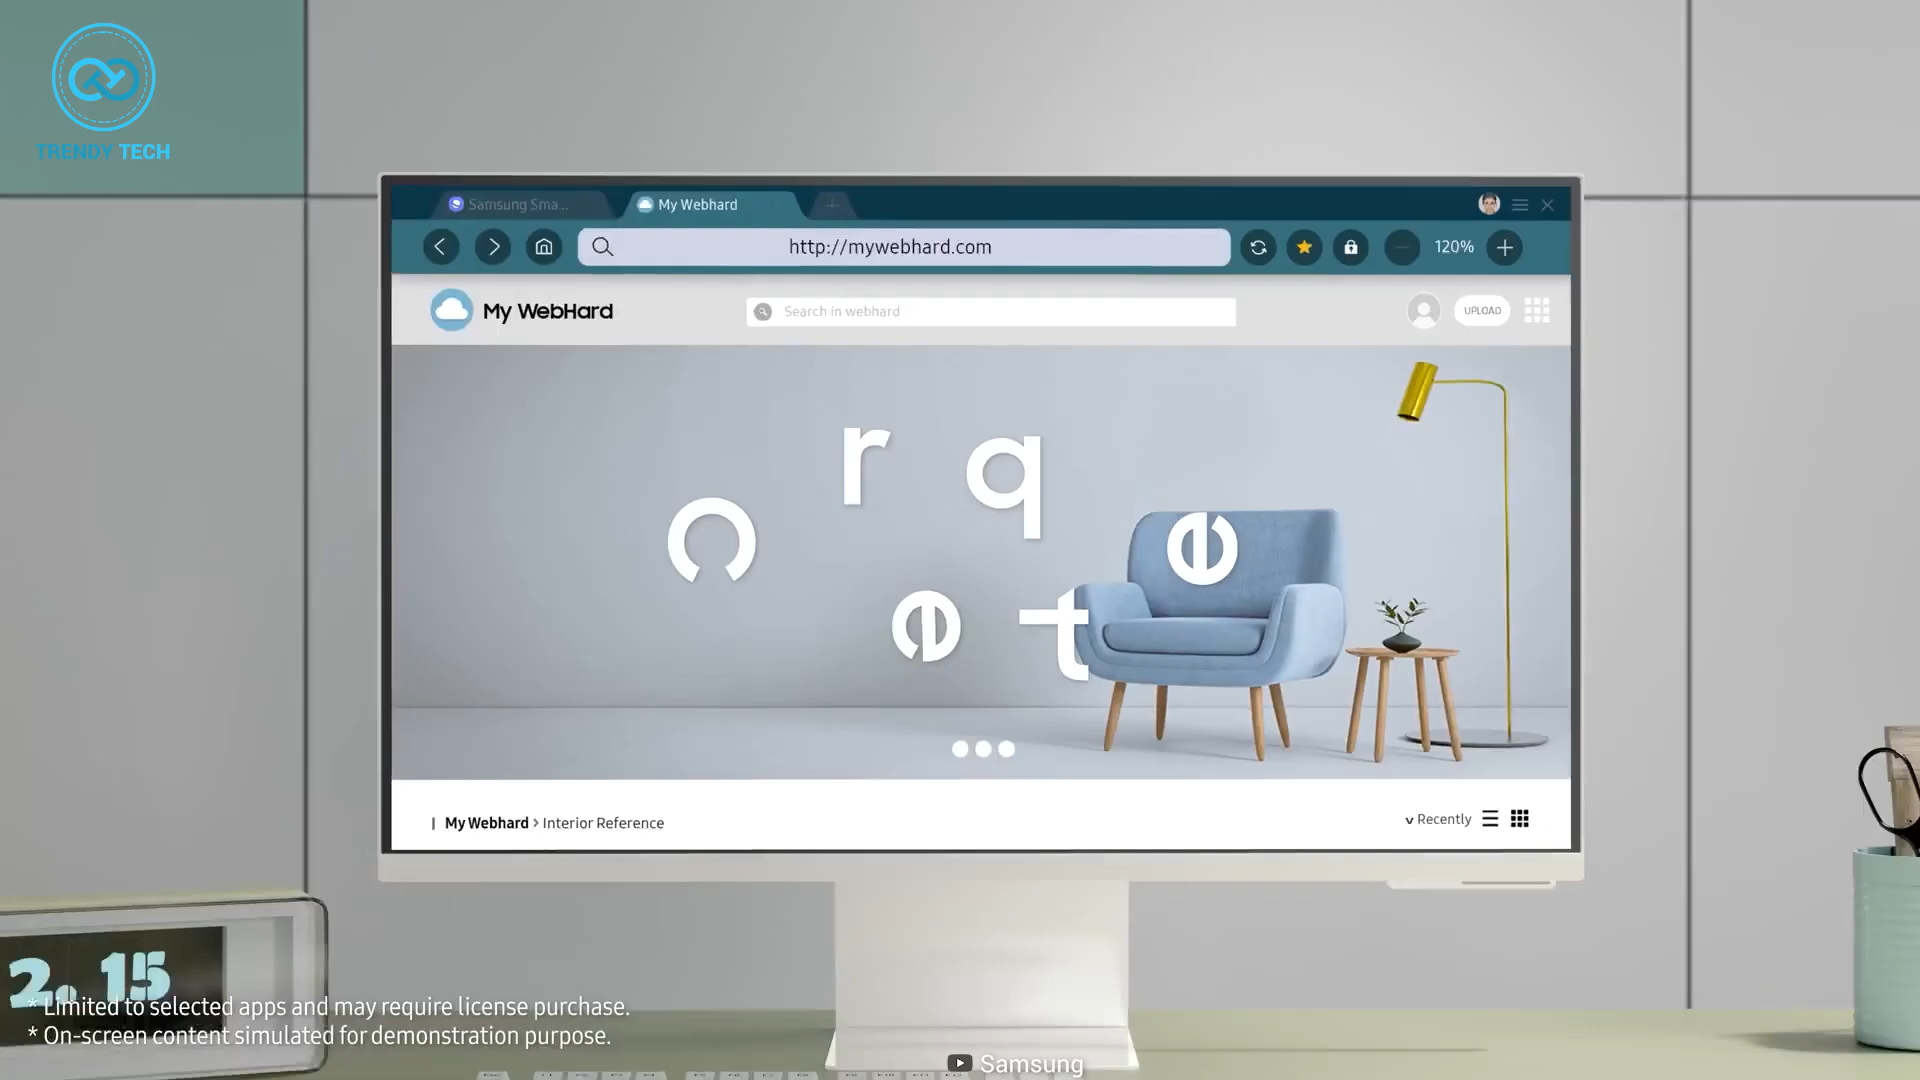 TRENDY TECH
Samsung Sma...
My Webhard
http://mywebhard.com
120%
My WebHard
Search in webhard
UPLOAD
r q
e
t
My Webhard > Interior Reference
Recently
2. 15
* Limited to selected apps and may require license purchase.
* On-screen content simulated for demonstration purpose.
Samsung